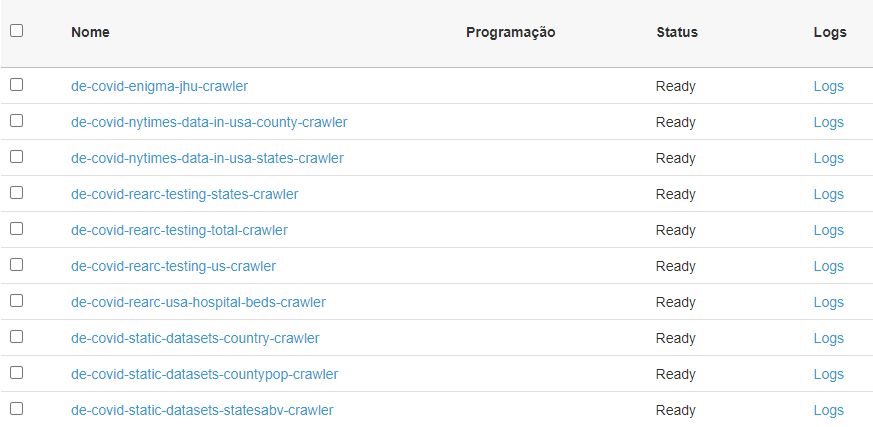 Nome Programação Status Logs
de-covid-enigma-jhu-crawler Ready Logs
de-covid-nytimes-data-in-usa-county-crawler Ready Logs
de-covid-nytimes-data-in-usa-states-crawler Ready Logs
de-covid-rearc-testing-states-crawler Ready Logs
de-covid-rearc-testing-total-crawler Ready Logs
de-covid-rearc-testing-us-crawler Ready Logs
de-covid-rearc-usa-hospital-beds-crawler Ready Logs
de-covid-static-datasets-country-crawler Ready Logs
de-covid-static-datasets-countypop-crawler Ready Logs
de-covid-static-datasets-statesabv-crawler Ready Logs